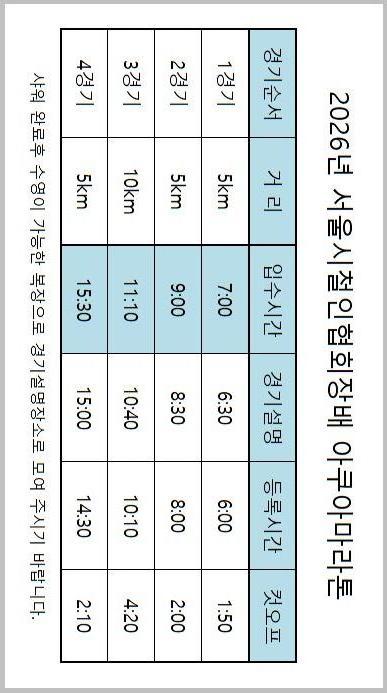 2026년 서울시철인협회장배 아쿠아마라톤
경기순서 거 리 입수시간 경기설명 등록시간 컷오프
1경기 5km 7:00 6:30 6:00 1:50
2경기 5km 9:00 8:30 8:00 2:00
3경기 10km 11:10 10:40 10:10 4:20
4경기 5km 15:30 15:00 14:30 2:10
샤워 완료후 수영이 가능한 복장으로 경기설명장소로 모여 주시기 바랍니다.